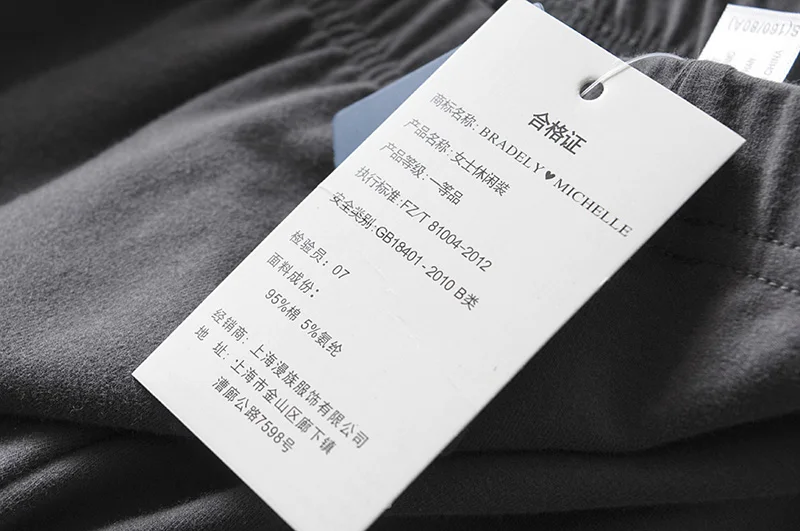 合格证
商标名称: BRADELY♥MICHELLE
产品名称: 女士休闲装
产品等级: 一等品
执行标准: FZ/T 81004-2012
安全类别: GB18401 - 2010 B类
检验员: 07
面料成份:
95%棉 5%氨纶
经销商: 上海漫族服饰有限公司
地 址: 上海市金山区廊下镇
漕廊公路7598号
CHINA